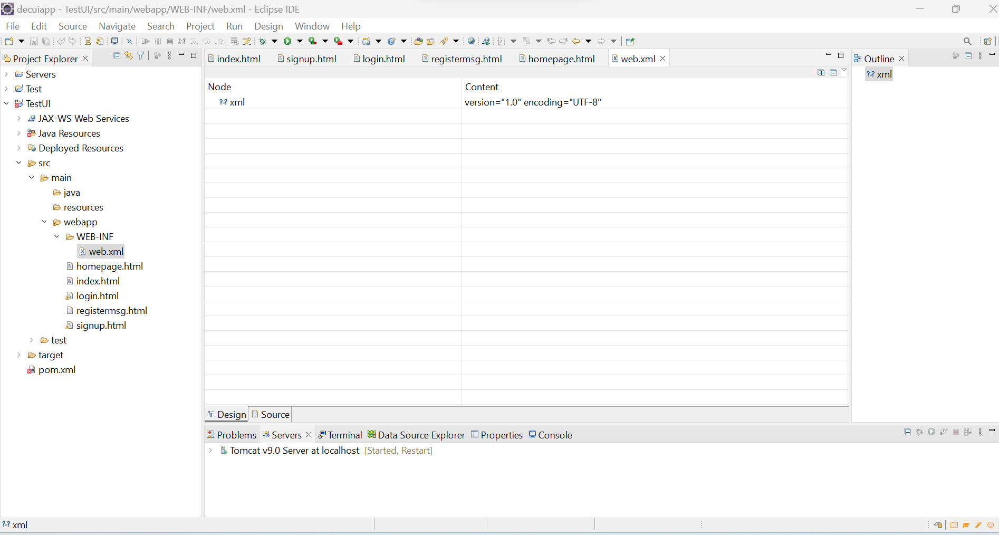 decuiapp - TestUI/src/main/webapp/WEB-INF/web.xml - Eclipse IDE
File Edit Source Navigate Search Project Run Design Window Help
Project Explorer
Servers
Test
TestUI
JAX-WS Web Services
Java Resources
Deployed Resources
src
main
java
resources
webapp
WEB-INF
web.xml
homepage.html
index.html
login.html
registermsg.html
signup.html
test
target
pom.xml
index.html signup.html login.html registermsg.html homepage.html web.xml
Node Content
xml version="1.0" encoding="UTF-8"
Design Source
Outline
xml
Problems Servers Terminal Data Source Explorer Properties Console
Tomcat v9.0 Server at localhost [Started, Restart]
xml